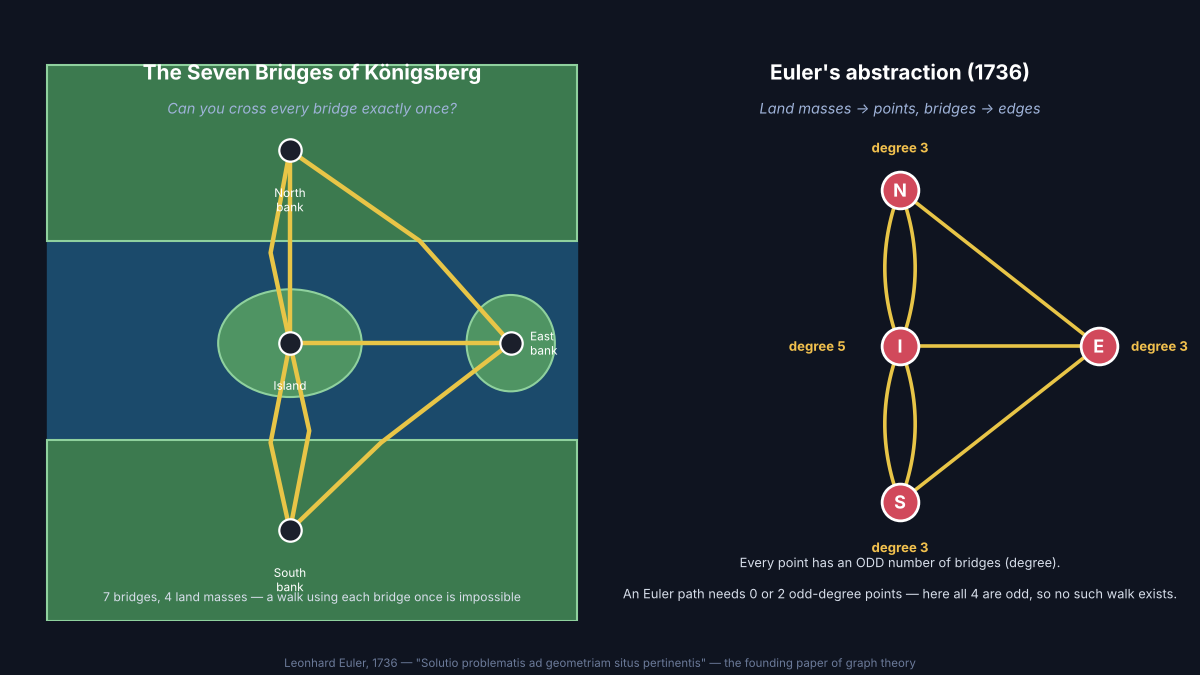 The Seven Bridges of Königsberg
Can you cross every bridge exactly once?
North
bank
Island
East
bank
South
bank
7 bridges, 4 land masses — a walk using each bridge once is impossible
Euler's abstraction (1736)
Land masses → points, bridges → edges
degree 3
N
degree 5
I
E
degree 3
S
degree 3
Every point has an ODD number of bridges (degree).
An Euler path needs 0 or 2 odd-degree points — here all 4 are odd, so no such walk exists.
Leonhard Euler, 1736 — "Solutio problematis ad geometriam situs pertinentis" — the founding paper of graph theory